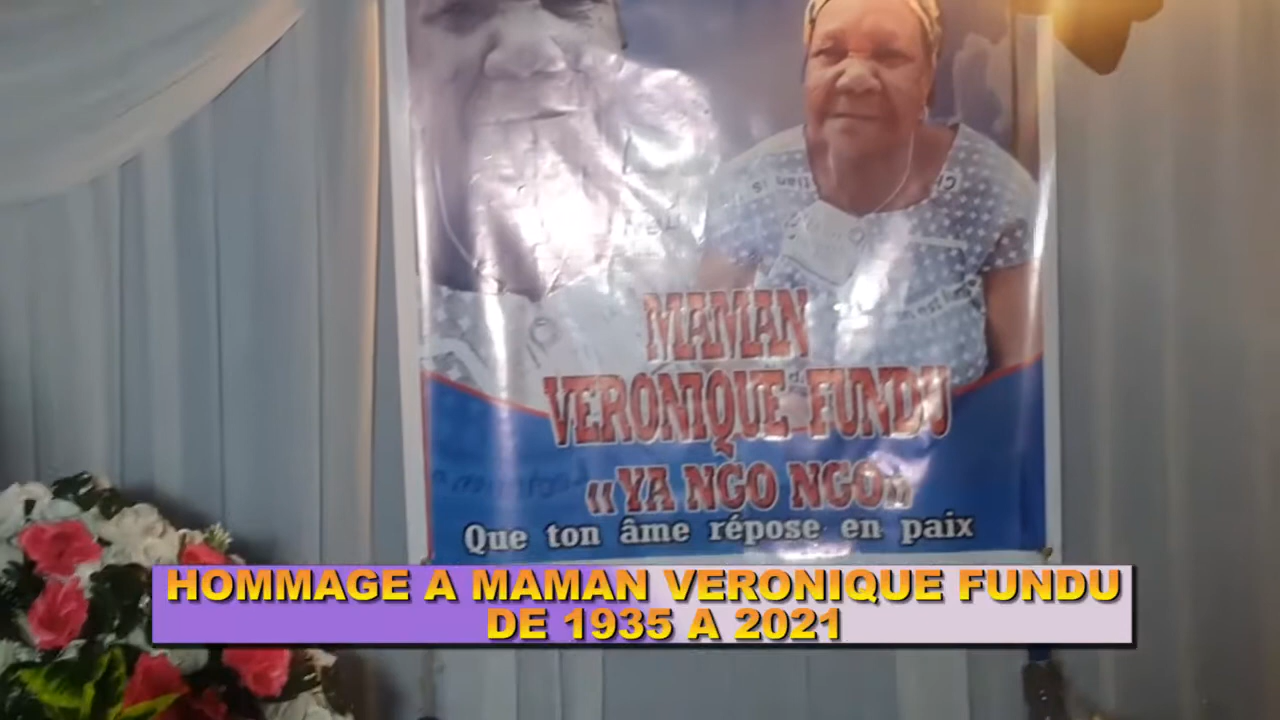 MAMAN
VERONIQUE FUNDU
«YA NGO NGO»
Que ton âme répose en paix
HOMMAGE A MAMAN VERONIQUE FUNDU
DE 1935 A 2021